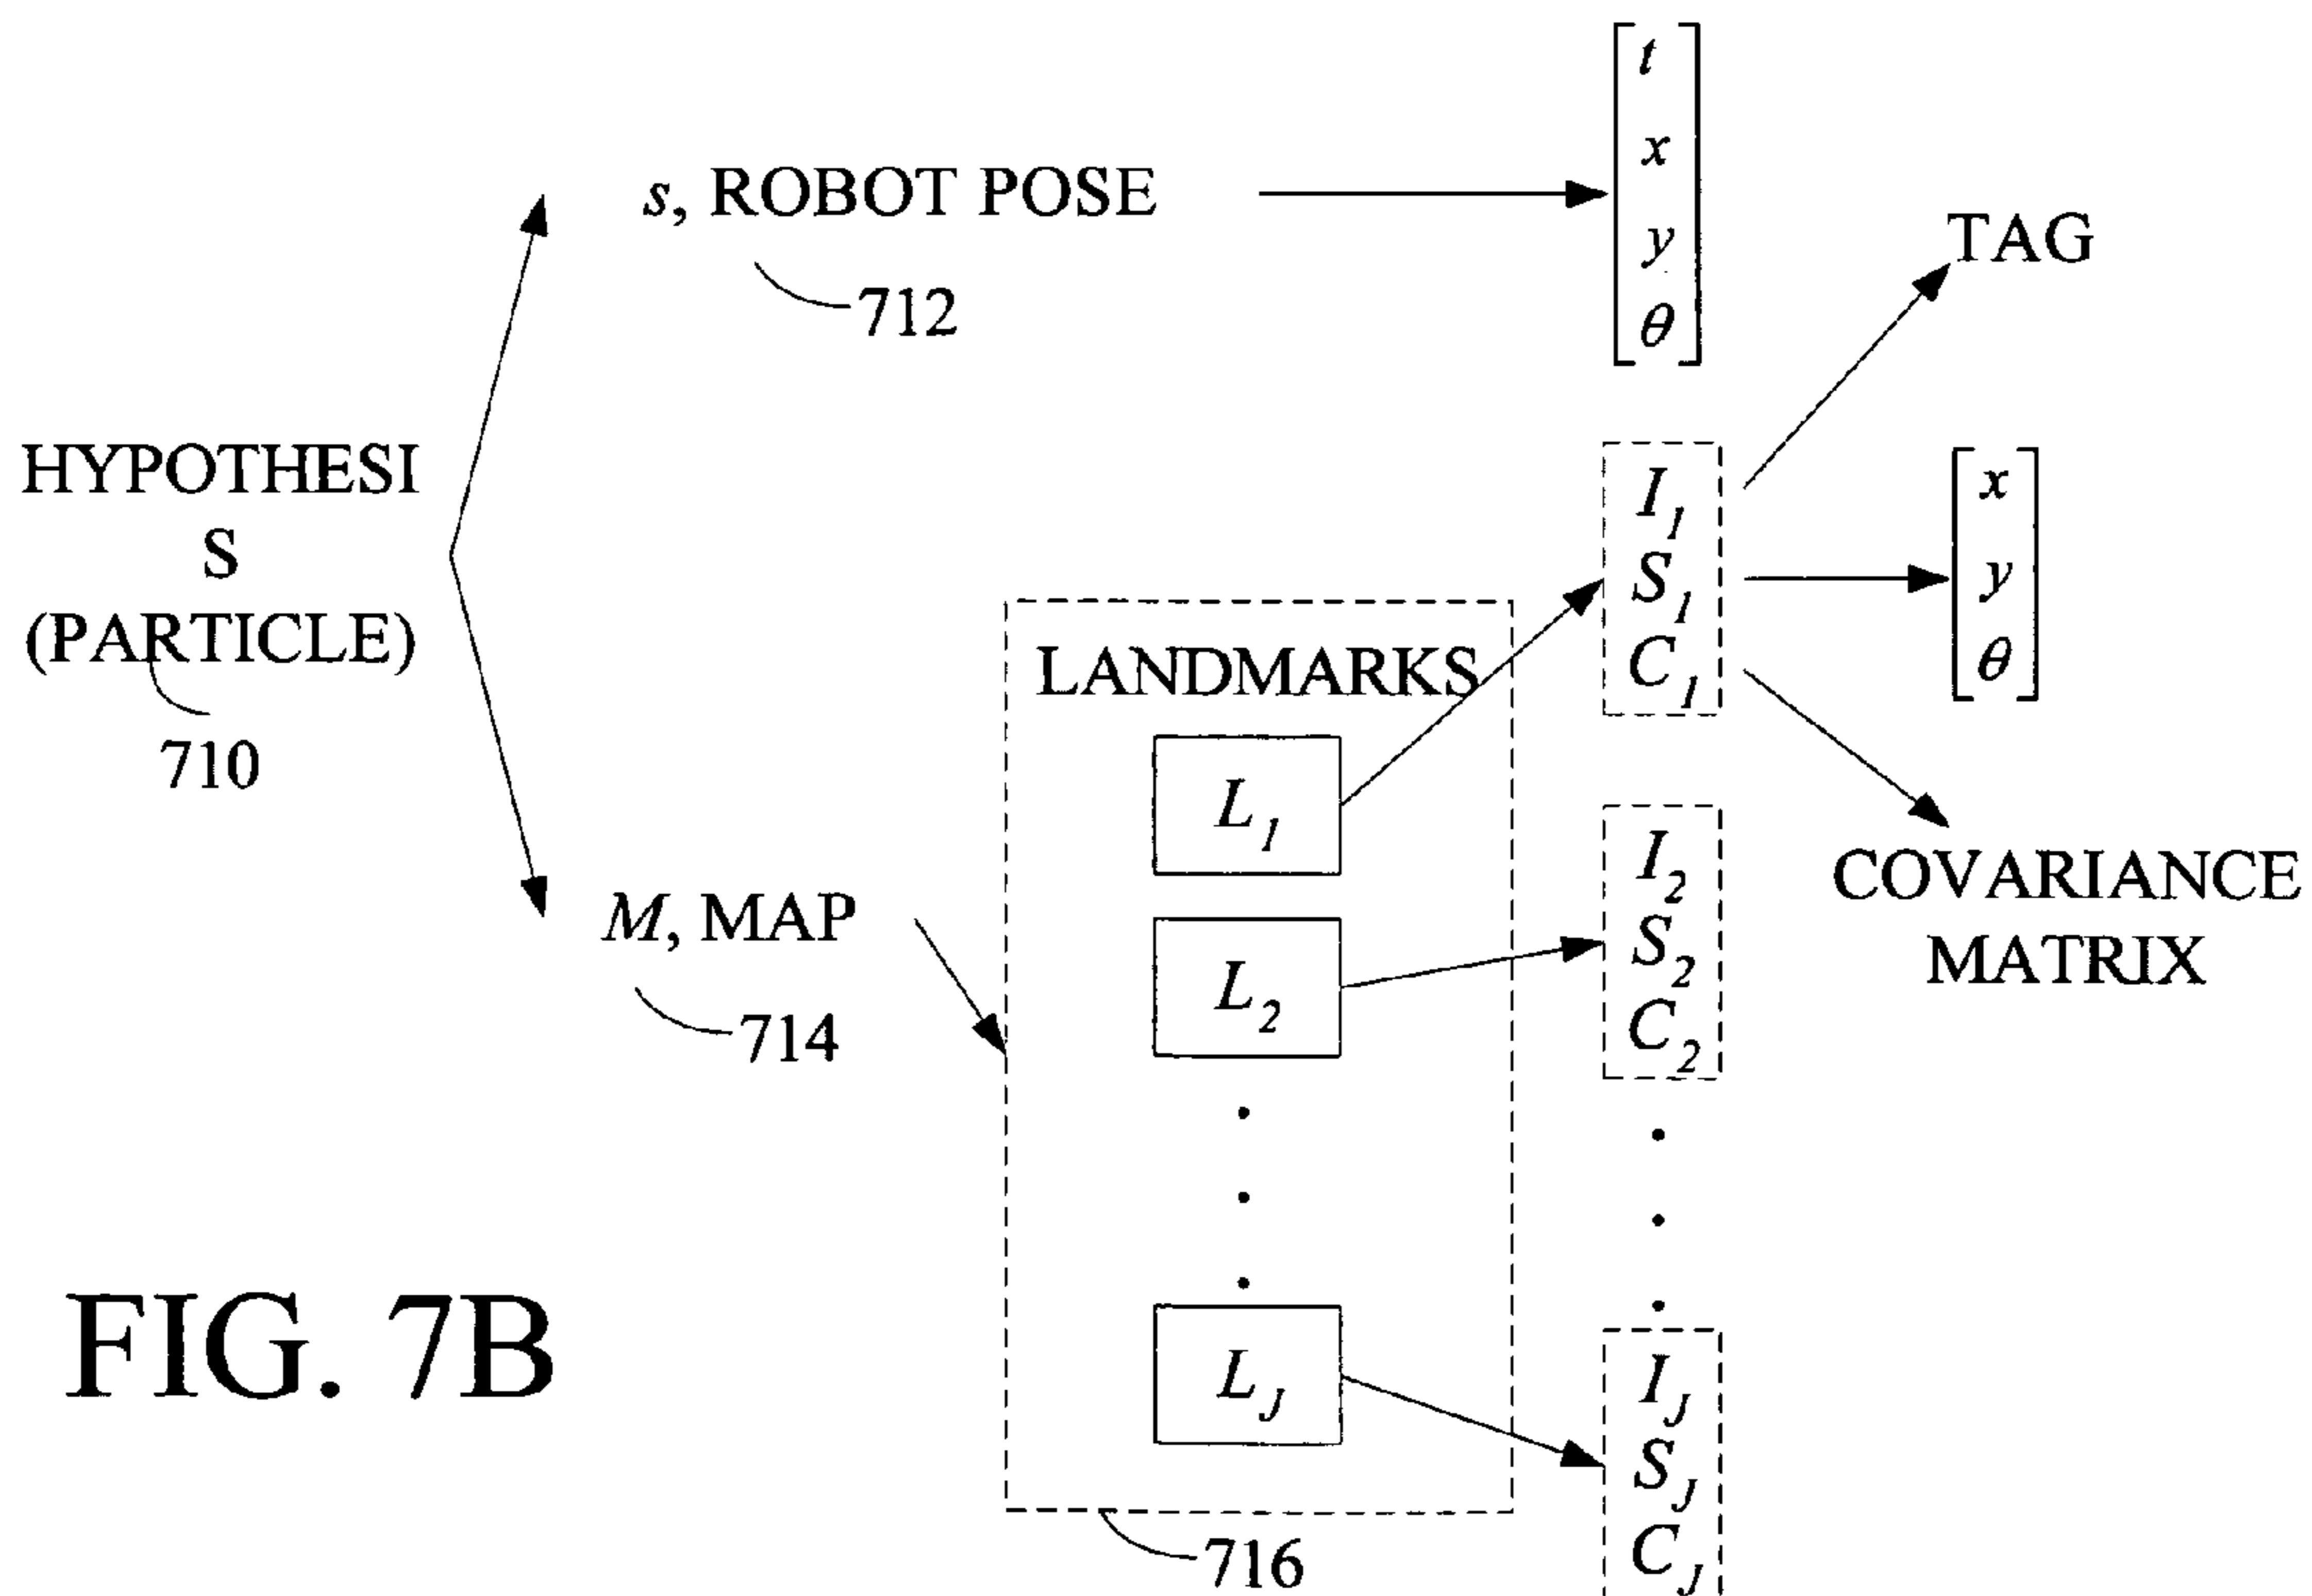 t
x
y
θ
s, ROBOT POSE
712
TAG
HYPOTHESI
S
(PARTICLE)
710
I1
S1
C1
x
y
θ
LANDMARKS
L1
I2
S2
C2
COVARIANCE
MATRIX
M, MAP
714
L2
.
.
.
.
.
.
LJ
IJ
SJ
CJ
716
FIG. 7B